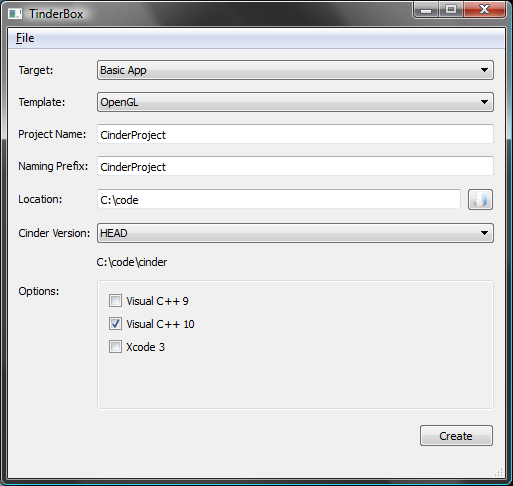 TinderBox
File
Target: Basic App
Template: OpenGL
Project Name: CinderProject
Naming Prefix: CinderProject
Location: C:\code
Cinder Version: HEAD
C:\code\cinder
Options:
Visual C++ 9
Visual C++ 10
Xcode 3
Create